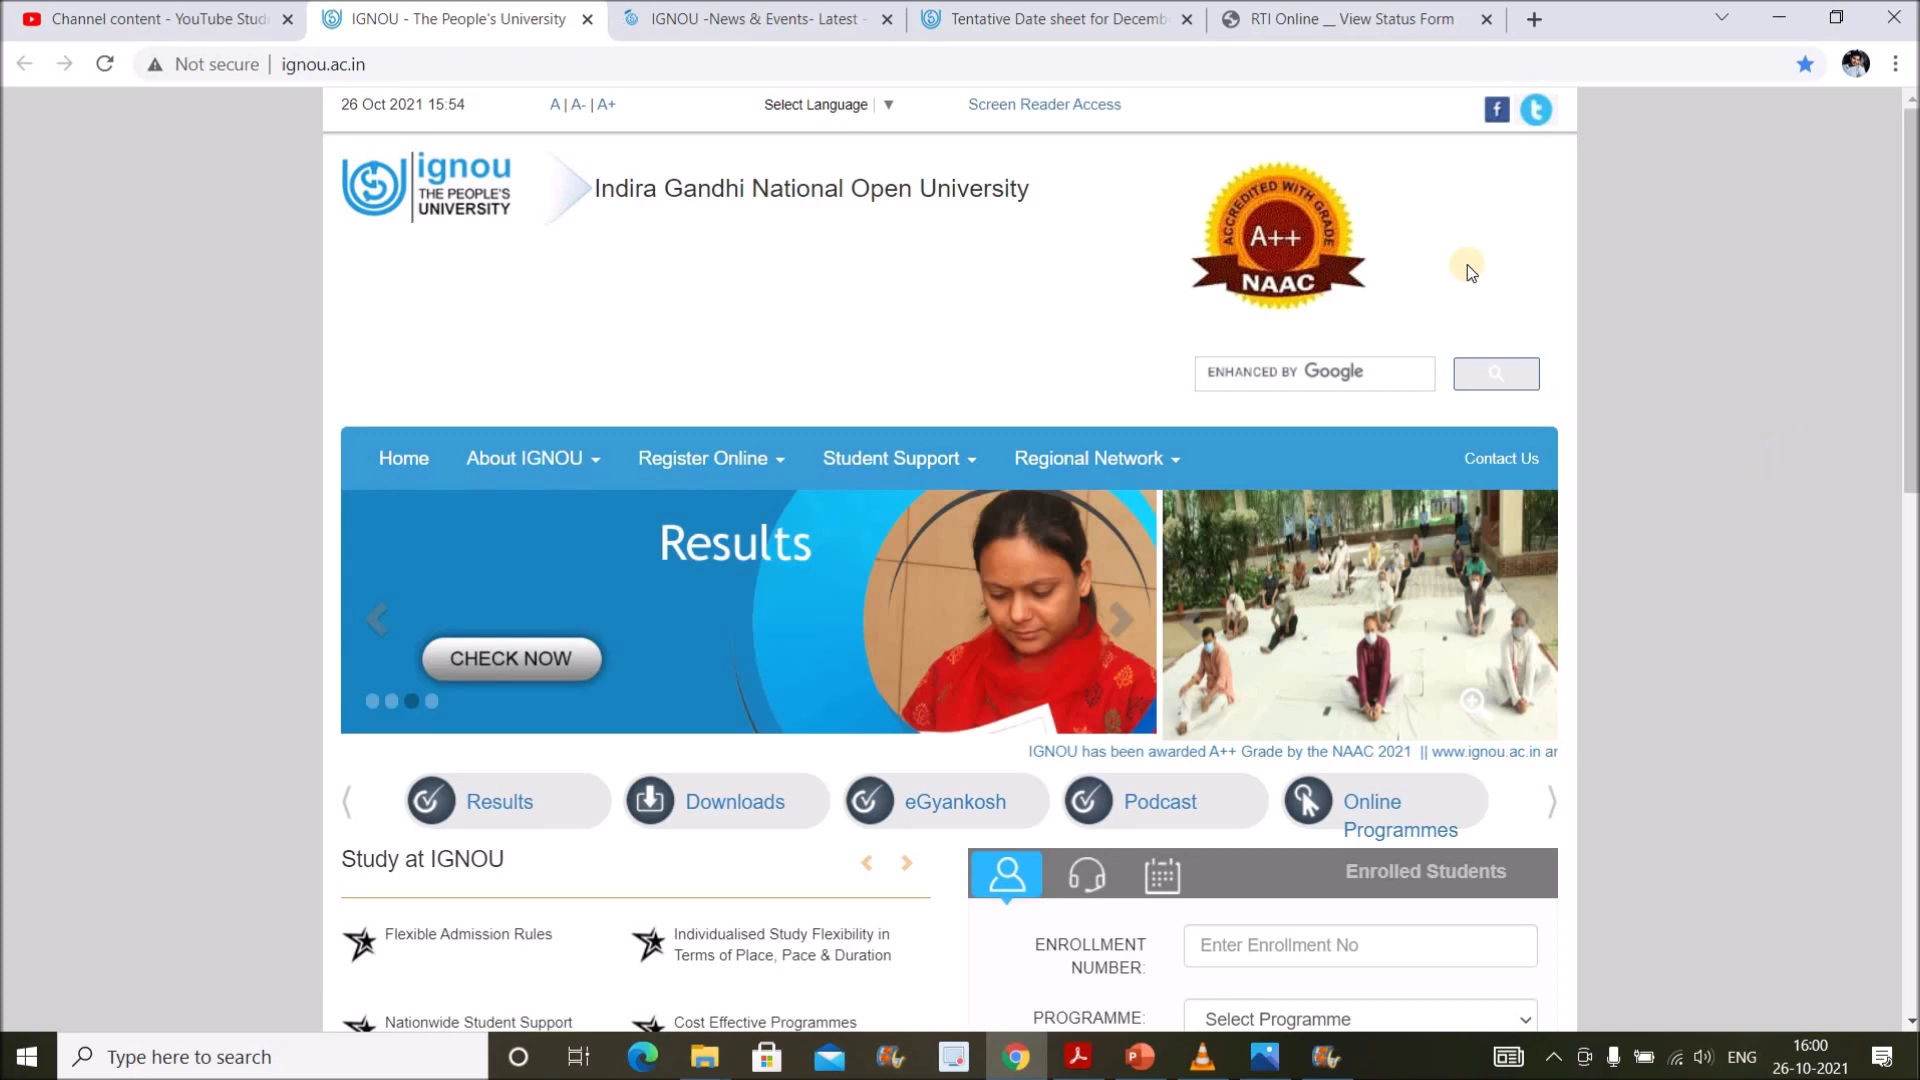 Channel content - YouTube Stud
IGNOU - The People's University
IGNOU -News & Events- Latest -
Tentative Date sheet for Decemb
RTI Online __ View Status Form
Not secure | ignou.ac.in
26 Oct 2021 15:54
A | A- | A+
Select Language
Screen Reader Access
ignou
THE PEOPLE'S
UNIVERSITY
Indira Gandhi National Open University
ACCREDITED WITH GRADE
A++
NAAC
ENHANCED BY Google
Home
About IGNOU
Register Online
Student Support
Regional Network
Contact Us
Results
CHECK NOW
IGNOU has been awarded A++ Grade by the NAAC 2021 || www.ignou.ac.in ar
Results
Downloads
eGyankosh
Podcast
Online
Programmes
Study at IGNOU
Enrolled Students
Flexible Admission Rules
Individualised Study Flexibility in
Terms of Place, Pace & Duration
ENROLLMENT
NUMBER:
Enter Enrollment No
Nationwide Student Support
Cost Effective Programmes
PROGRAMME:
Select Programme
Type here to search
ENG
16:00
26-10-2021